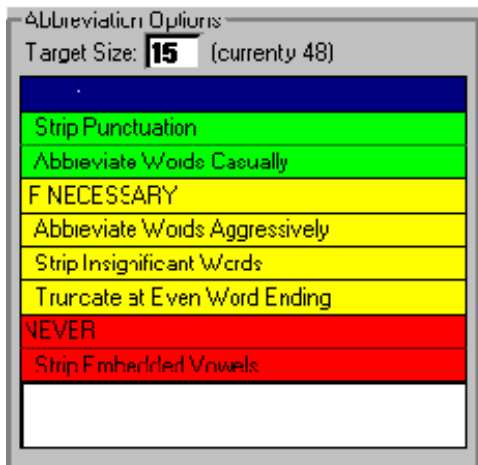 Abbreviation Options
Target Size: 15 (currenty 48)
Strip Punctuation
Abbreviate Words Casually
F NECESSARY
Abbreviate Words Aggressively
Strip Insignificant Words
Truncate at Even Word Ending
NEVER
Strip Embedded Vowels